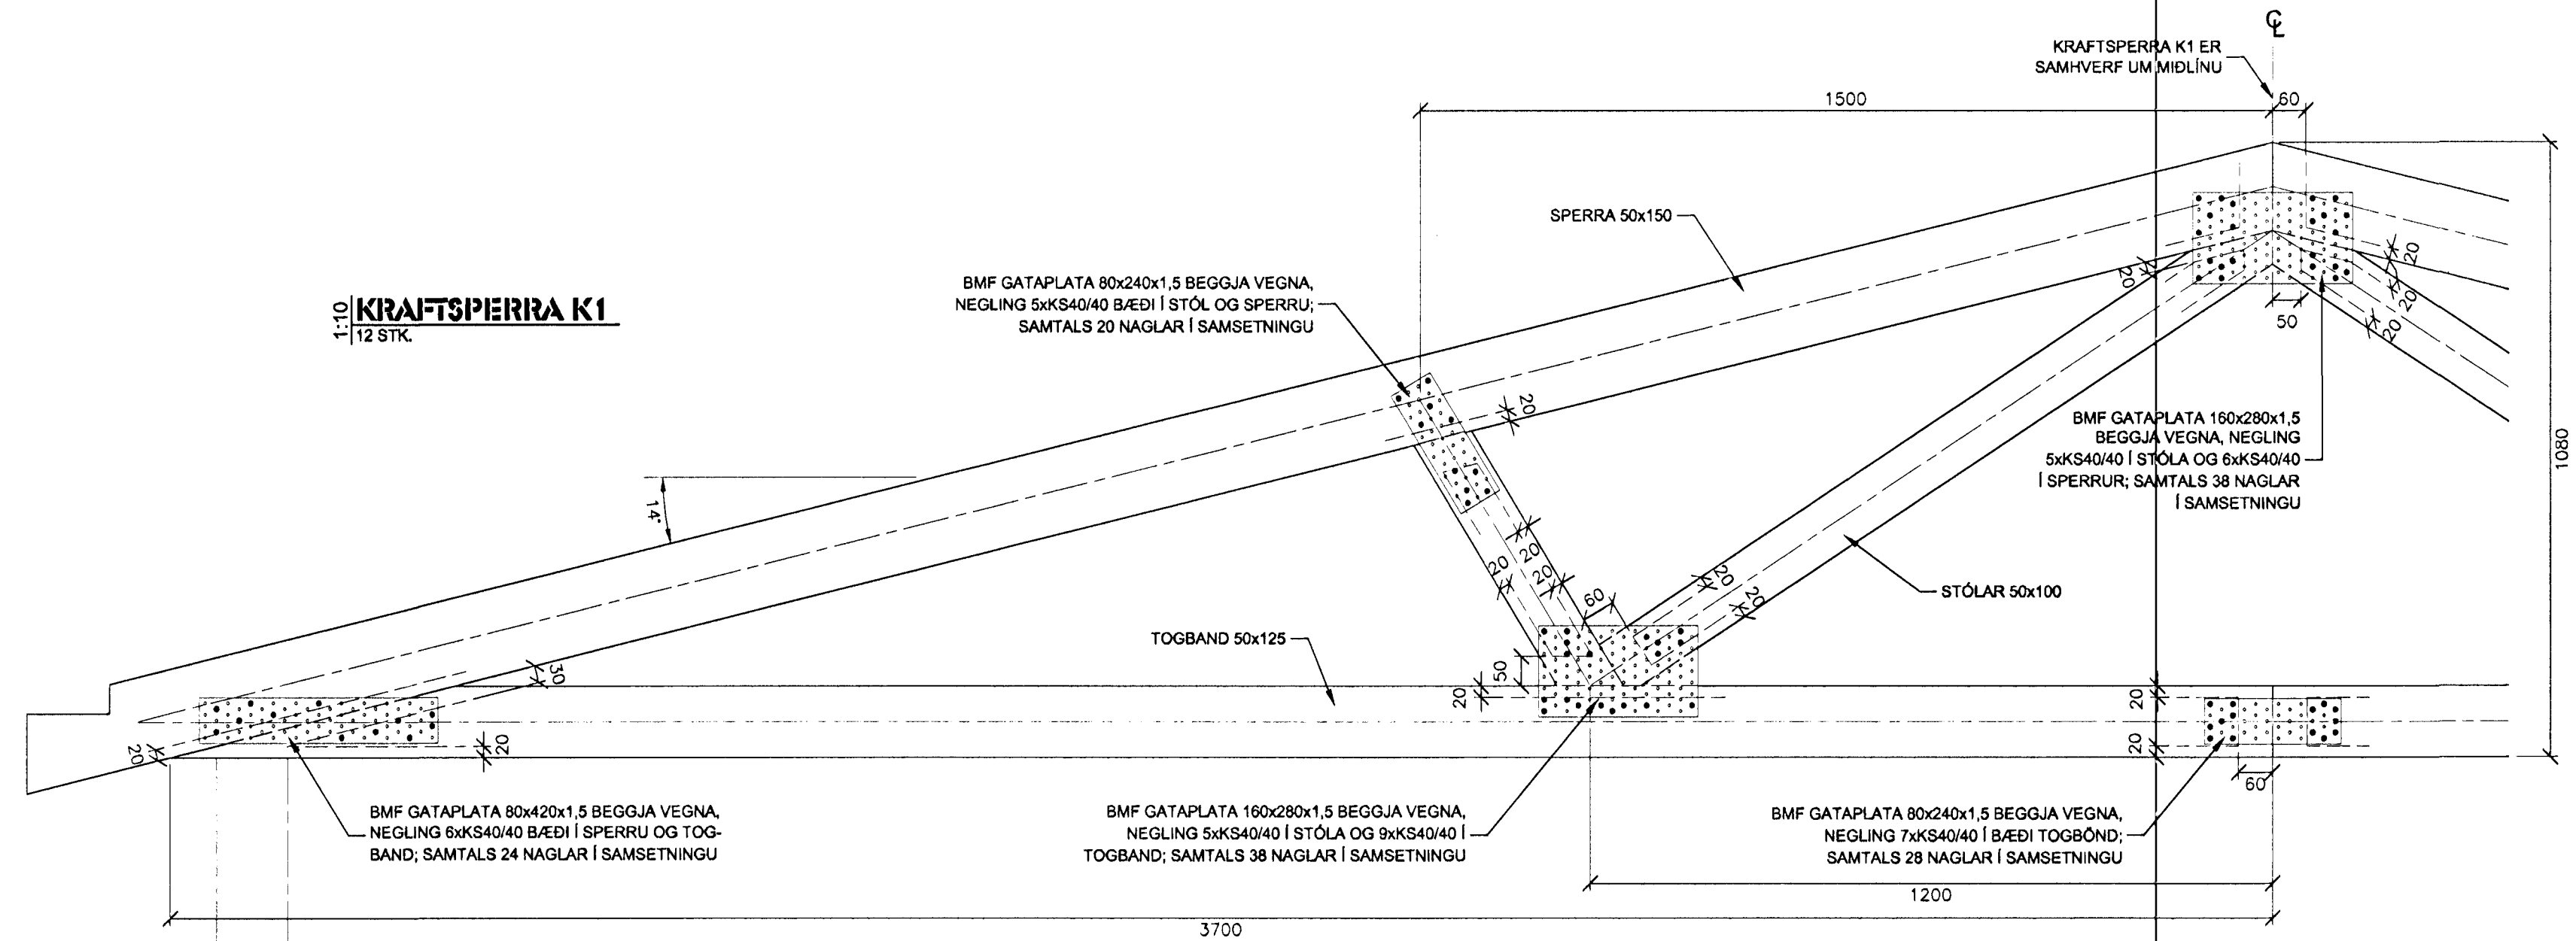 ℄
KRAFTSPERRA K1 ER
SAMHVERF UM MIÐLÍNU
1500
60
SPERRA 50x150
BMF GATAPLATA 80x240x1,5 BEGGJA VEGNA,
NEGLING 5xKS40/40 BÆÐI Í STÓL OG SPERRU;
SAMTALS 20 NAGLAR Í SAMSETNINGU
1:10
KRAFTSPERRA K1
12 STK.
20
20
20
20
50
BMF GATAPLATA 160x280x1,5
BEGGJA VEGNA, NEGLING
5xKS40/40 Í STÓLA OG 6xKS40/40
Í SPERRUR; SAMTALS 38 NAGLAR
Í SAMSETNINGU
1080
20
14°
20
20
20
60
20
20
STÓLAR 50x100
TOGBAND 50x125
50
30
20
20
20
20
20
60
BMF GATAPLATA 80x420x1,5 BEGGJA VEGNA,
NEGLING 6xKS40/40 BÆÐI Í SPERRU OG TOG-
BAND; SAMTALS 24 NAGLAR Í SAMSETNINGU
BMF GATAPLATA 160x280x1,5 BEGGJA VEGNA,
NEGLING 5xKS40/40 Í STÓLA OG 9xKS40/40 Í
TOGBAND; SAMTALS 38 NAGLAR Í SAMSETNINGU
BMF GATAPLATA 80x240x1,5 BEGGJA VEGNA,
NEGLING 7xKS40/40 Í BÆÐI TOGBÖND;
SAMTALS 28 NAGLAR Í SAMSETNINGU
1200
3700